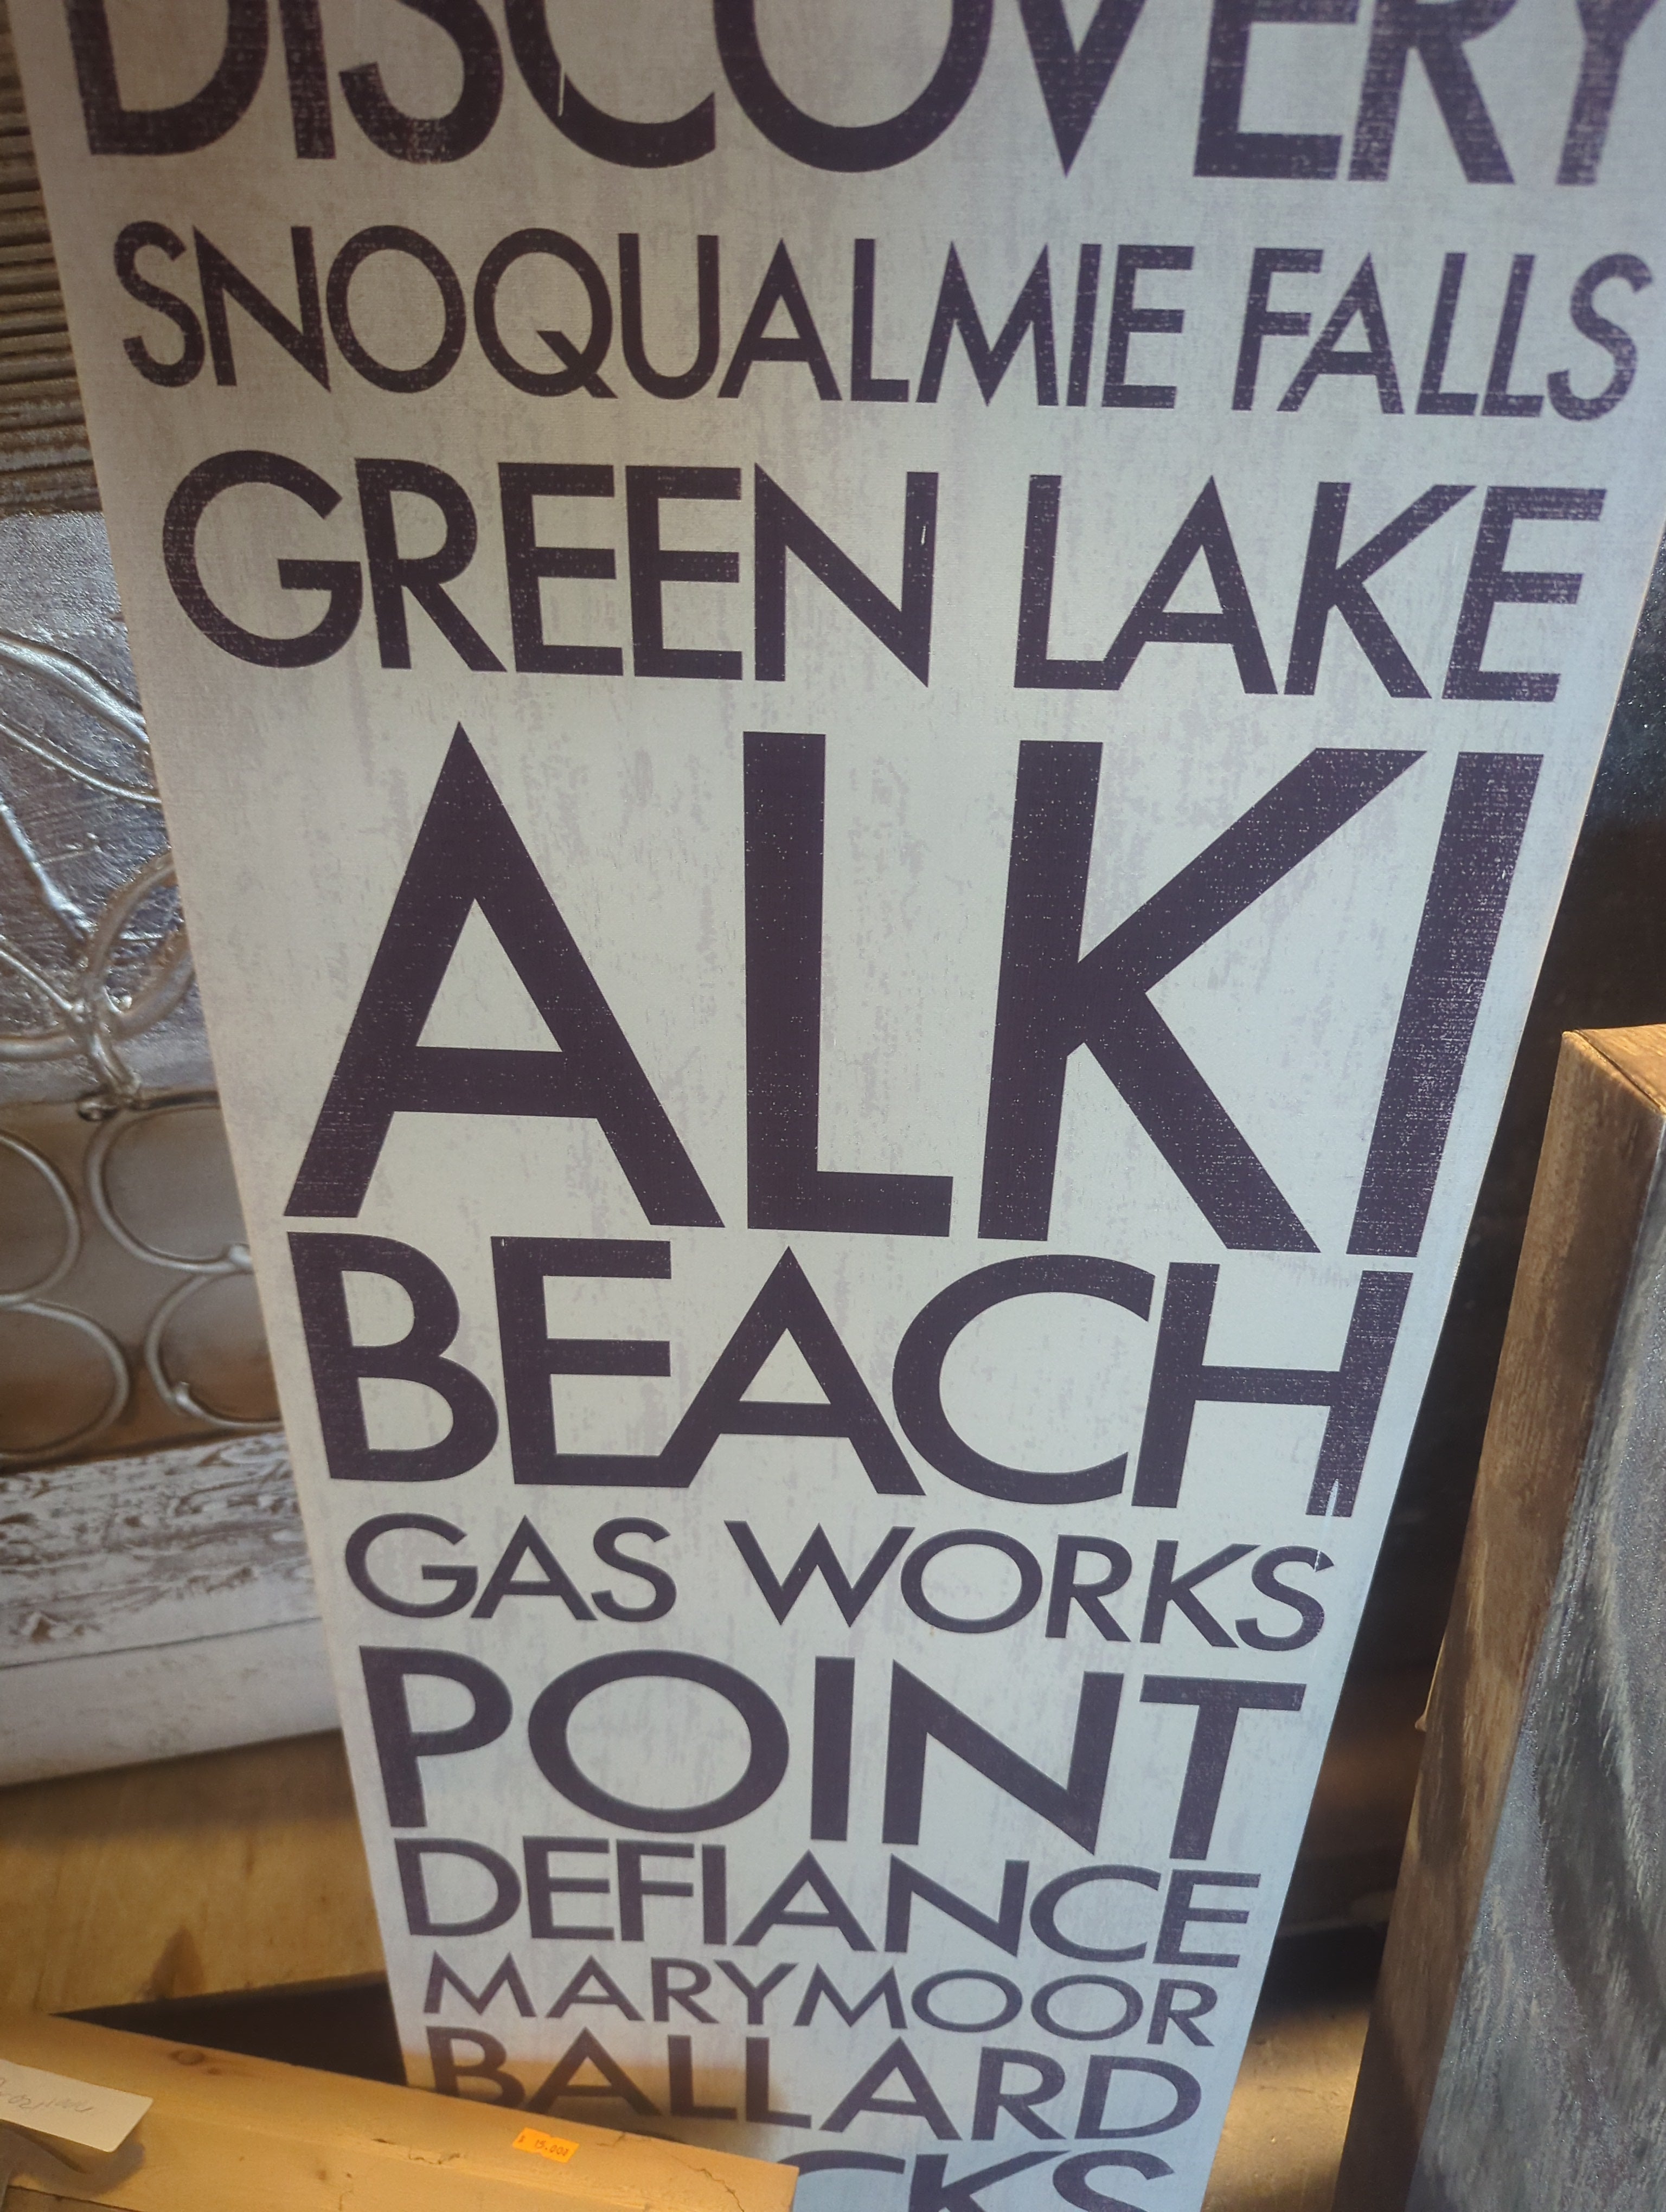 DISCOVERY
SNOQUALMIE FALLS
GREEN LAKE
ALKI
BEACH
GAS WORKS
POINT
DEFIANCE
MARYMOOR
BALLARD